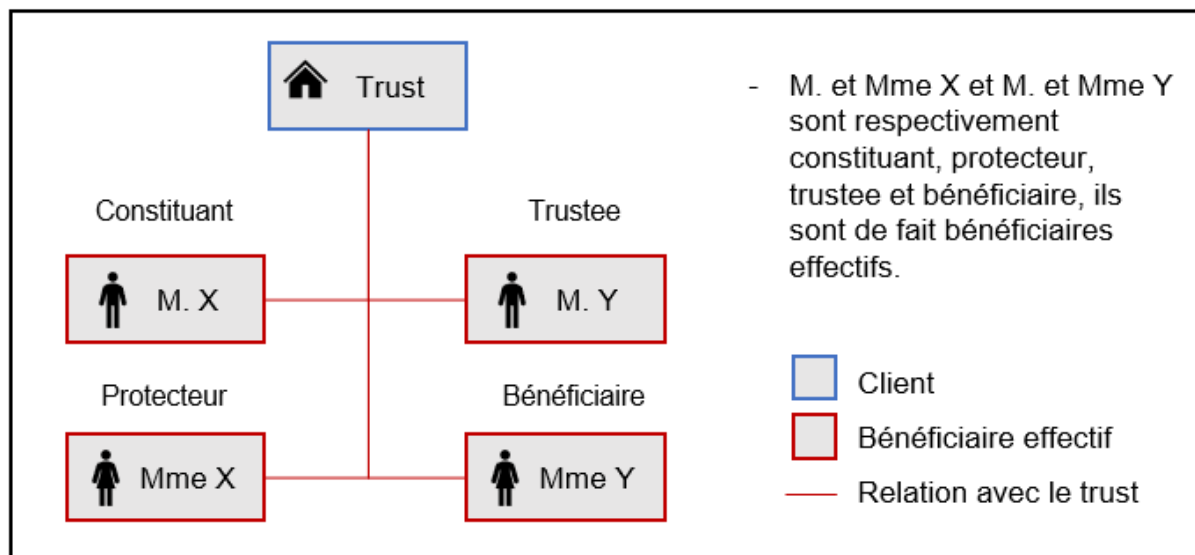 Trust
Constituant
Trustee
M. X
M. Y
Protecteur
Bénéficiaire
Mme X
Mme Y
- M. et Mme X et M. et Mme Y
sont respectivement
constituant, protecteur,
trustee et bénéficiaire, ils
sont de fait bénéficiaires
effectifs.
Client
Bénéficiaire effectif
Relation avec le trust